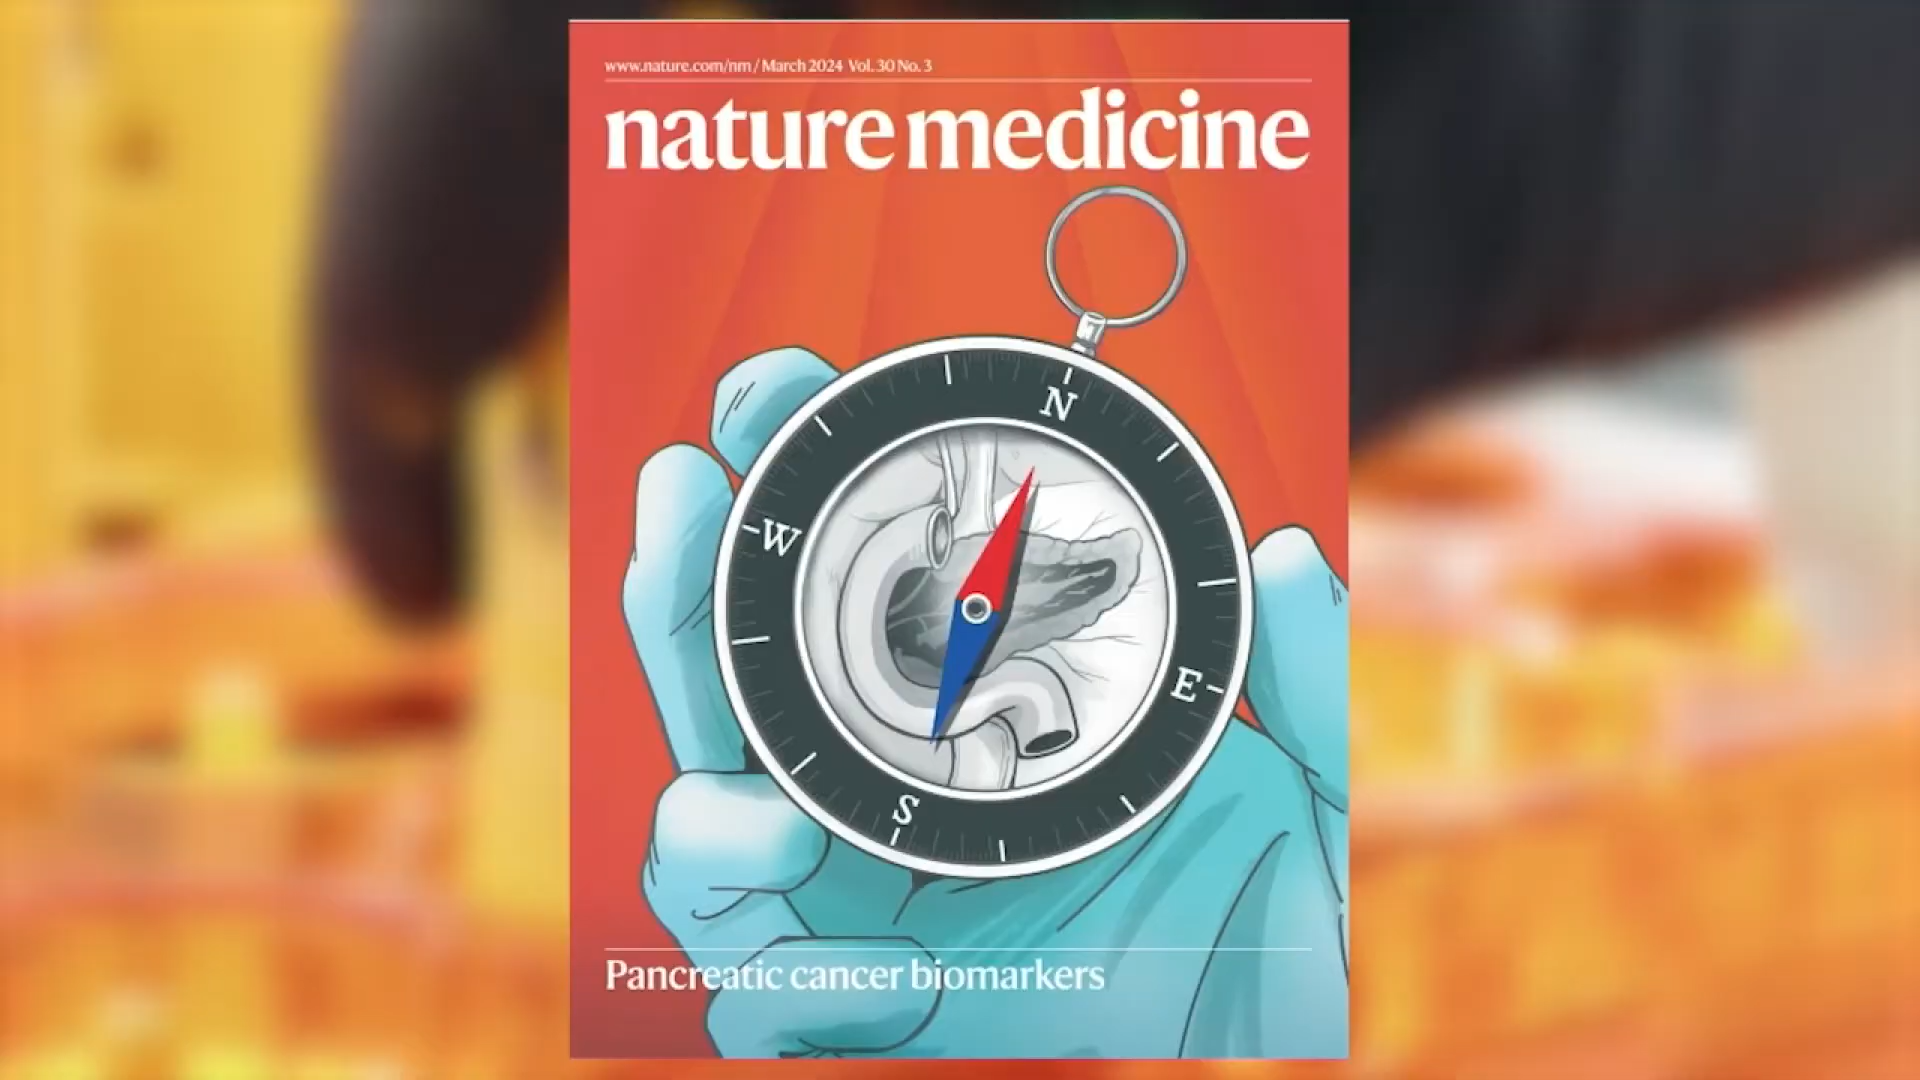 www.nature.com/nm / March 2024 Vol. 30 No. 3
nature medicine
N
W
E
S
Pancreatic cancer biomarkers